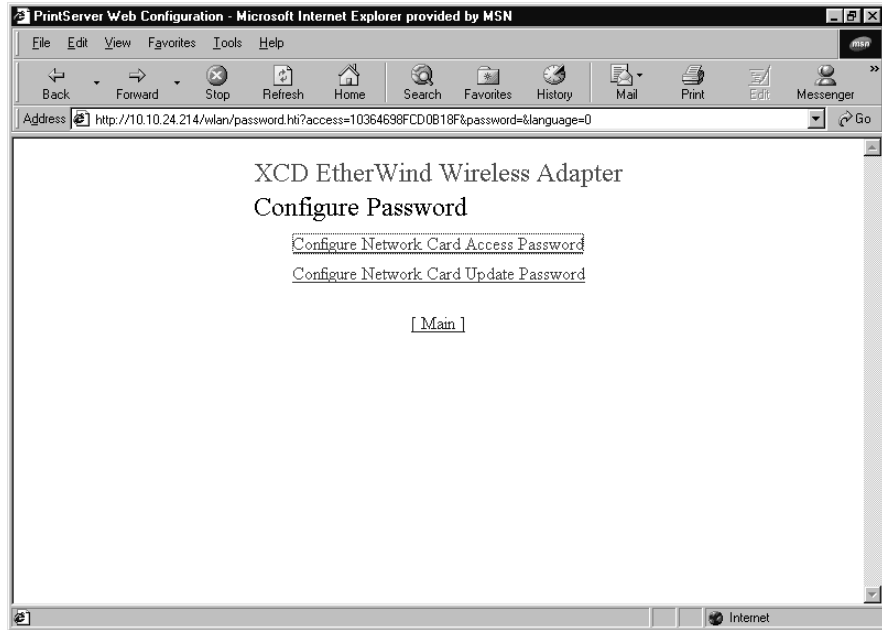 PrintServer Web Configuration - Microsoft Internet Explorer provided by MSN
File Edit View Favorites Tools Help
msn
Back Forward Stop Refresh Home Search Favorites History Mail Print Edit Messenger »
Address http://10.10.24.214/wlan/password.hti?access=10364698FCD0B18F&password=&language=0 Go
XCD EtherWind Wireless Adapter
Configure Password
Configure Network Card Access Password
Configure Network Card Update Password
[ Main ]
Internet